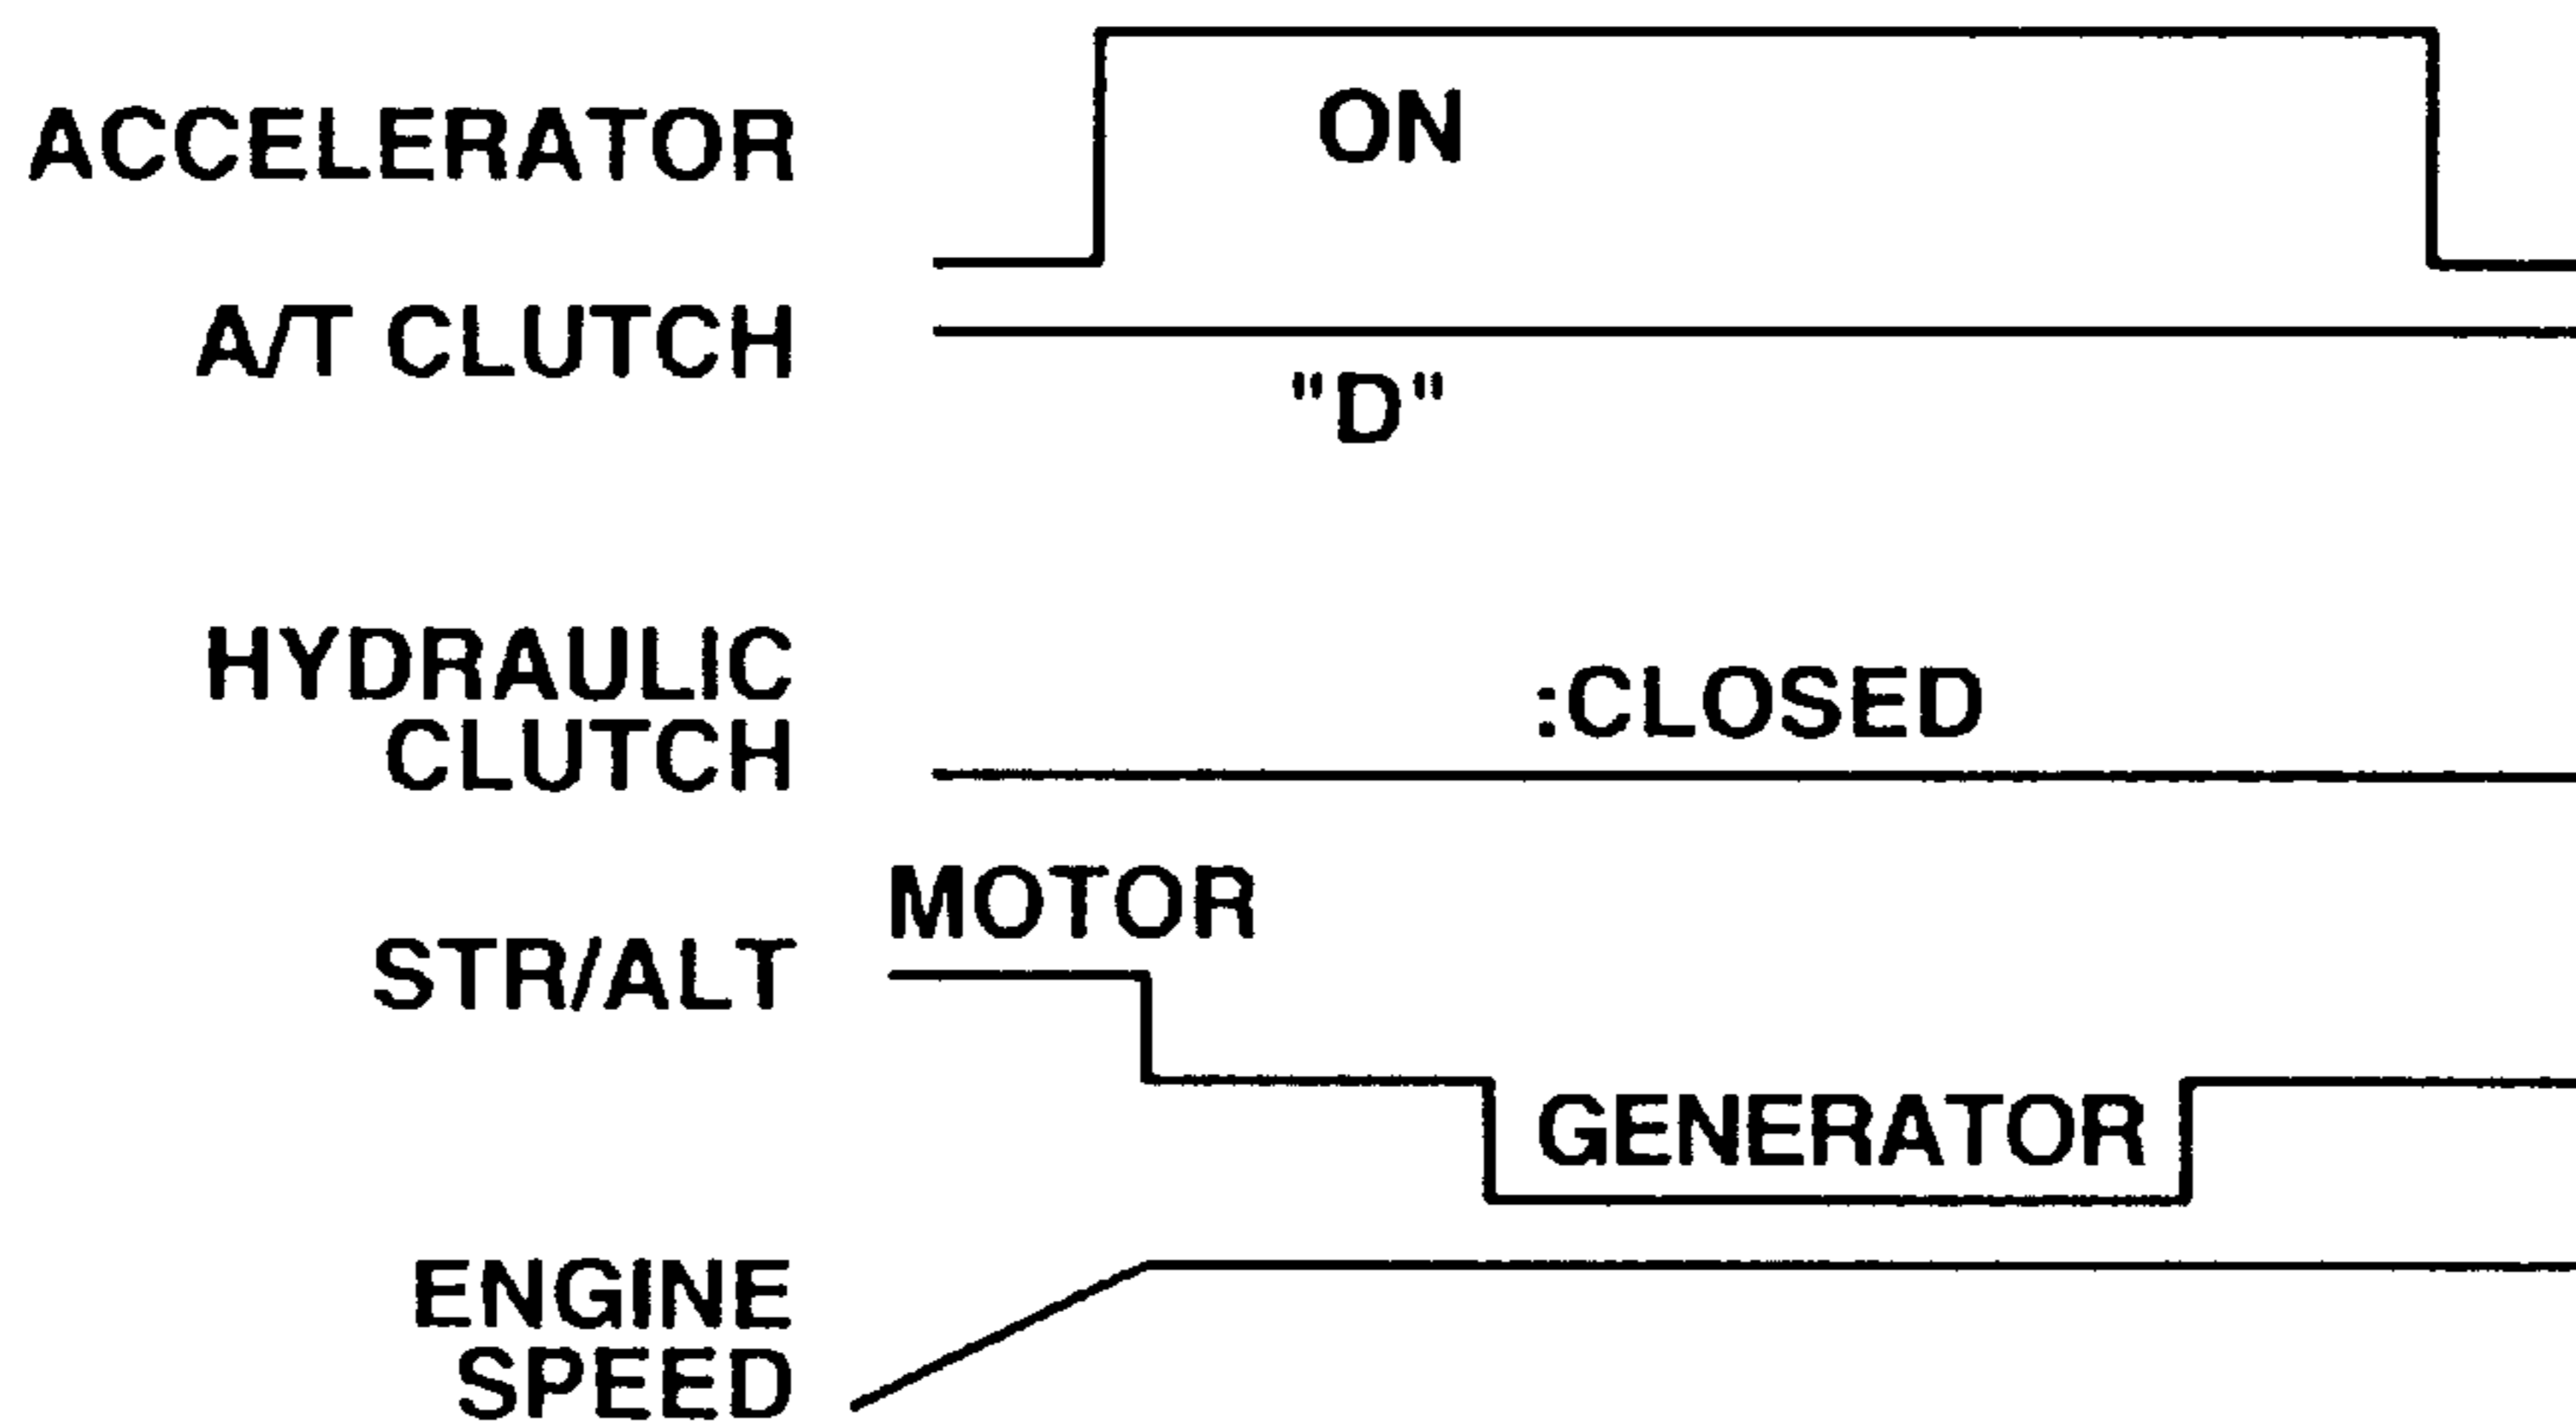 ACCELERATOR
ON
A/T CLUTCH
"D"
HYDRAULIC
CLUTCH
:CLOSED
MOTOR
STR/ALT
GENERATOR
ENGINE
SPEED